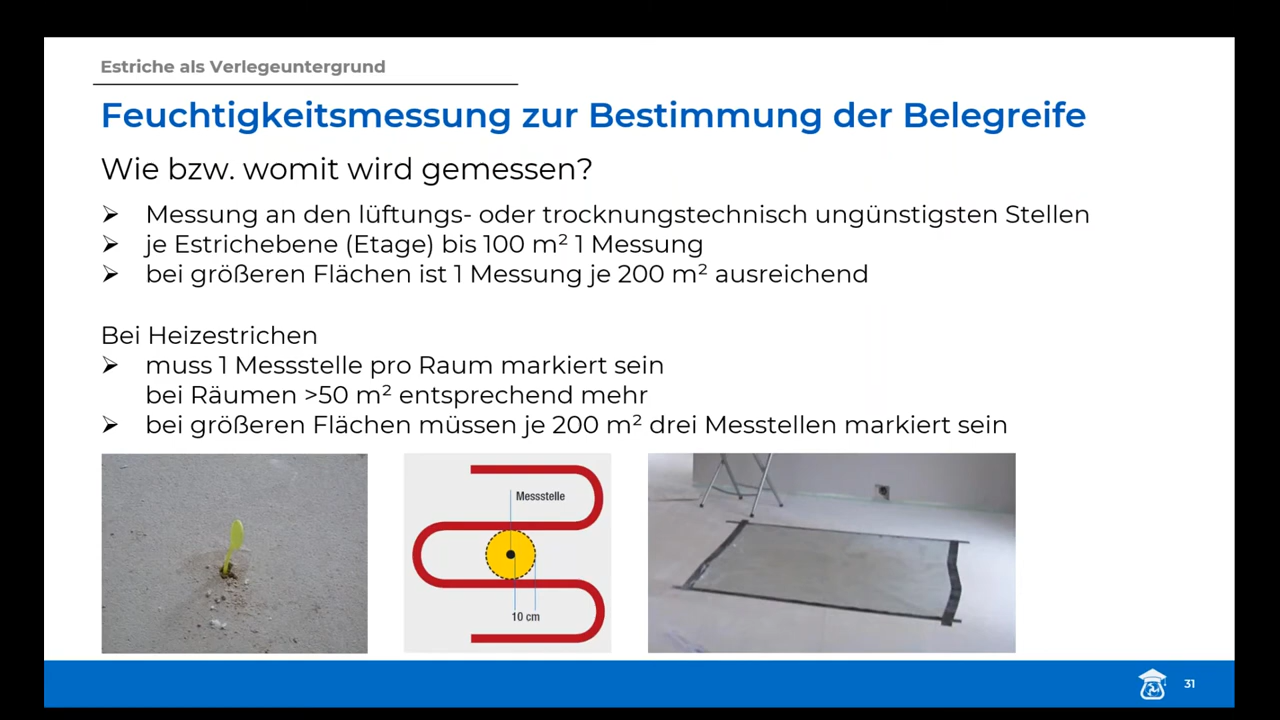 Estriche als Verlegeuntergrund
Feuchtigkeitsmessung zur Bestimmung der Belegreife
Wie bzw. womit wird gemessen?
➢ Messung an den lüftungs- oder trocknungstechnisch ungünstigsten Stellen
➢ je Estrichebene (Etage) bis 100 m² 1 Messung
➢ bei größeren Flächen ist 1 Messung je 200 m² ausreichend
Bei Heizestrichen
➢ muss 1 Messstelle pro Raum markiert sein
bei Räumen >50 m² entsprechend mehr
➢ bei größeren Flächen müssen je 200 m² drei Messtellen markiert sein
Messstelle
10 cm
31